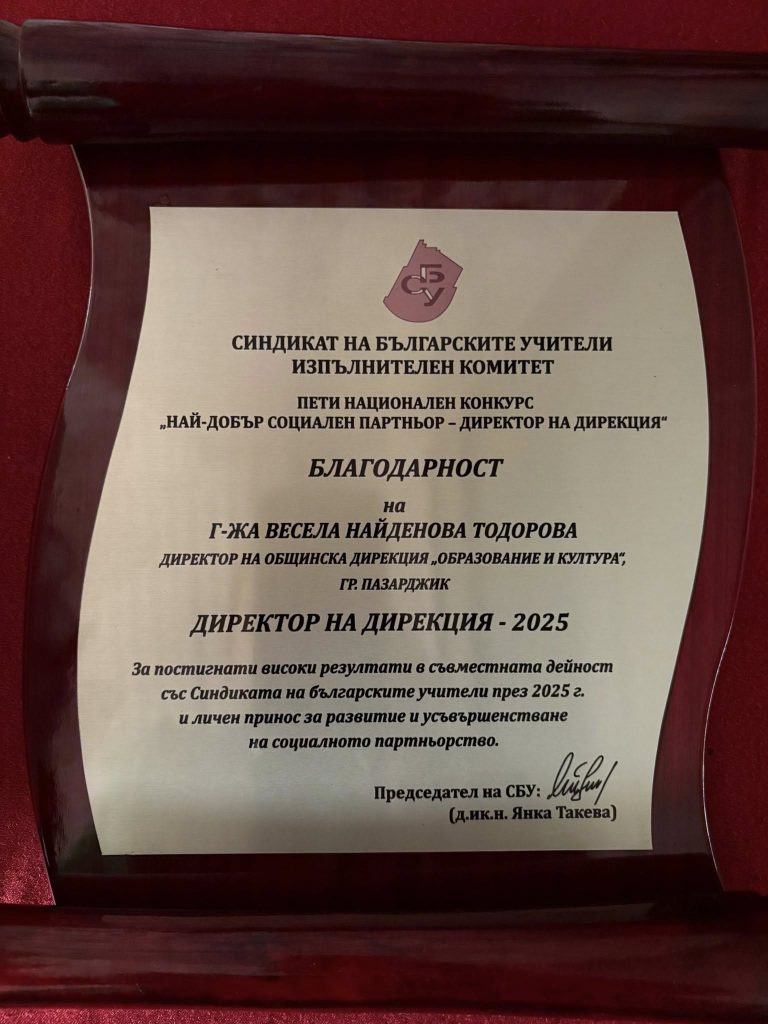 СБУ
СИНДИКАТ НА БЪЛГАРСКИТЕ УЧИТЕЛИ
ИЗПЪЛНИТЕЛЕН КОМИТЕТ
ПЕТИ НАЦИОНАЛЕН КОНКУРС
„НАЙ-ДОБЪР СОЦИАЛЕН ПАРТНЬОР – ДИРЕКТОР НА ДИРЕКЦИЯ“
БЛАГОДАРНОСТ
на
Г-ЖА ВЕСЕЛА НАЙДЕНОВА ТОДОРОВА
ДИРЕКТОР НА ОБЩИНСКА ДИРЕКЦИЯ „ОБРАЗОВАНИЕ И КУЛТУРА“,
ГР. ПАЗАРДЖИК
ДИРЕКТОР НА ДИРЕКЦИЯ - 2025
За постигнати високи резултати в съвместната дейност
със Синдиката на българските учители през 2025 г.
и личен принос за развитие и усъвършенстване
на социалното партньорство.
Председател на СБУ:
(д.ик.н. Янка Такева)